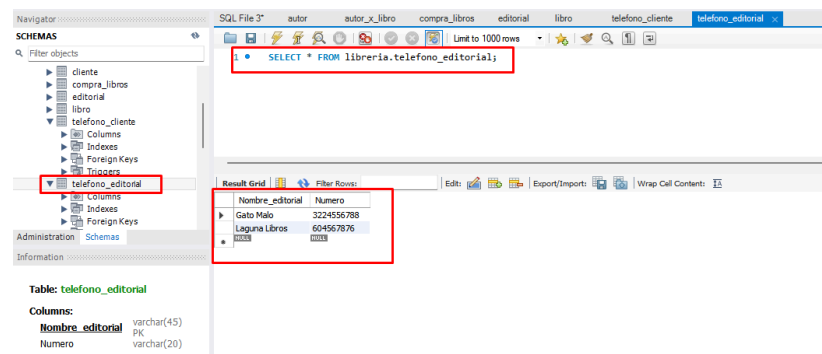 Navigator
SQL File 3* autor autor_x_libro compra_libros editorial libro telefono_cliente telefono_editorial ×
SCHEMAS
Filter objects
Limit to 1000 rows
1 SELECT * FROM libreria.telefono_editorial;
cliente
compra_libros
editorial
libro
telefono_cliente
Columns
Indexes
Foreign Keys
Triggers
telefono_editorial
Columns
Indexes
Foreign Keys
Administration Schemas
Result Grid Filter Rows: Edit: Export/Import: Wrap Cell Content:
Nombre_editorial Numero
Gato Malo 3224556788
Laguna Libros 604567876
NULL NULL
Information
Table: telefono_editorial
Columns:
Nombre_editorial varchar(45) PK
Numero varchar(20)